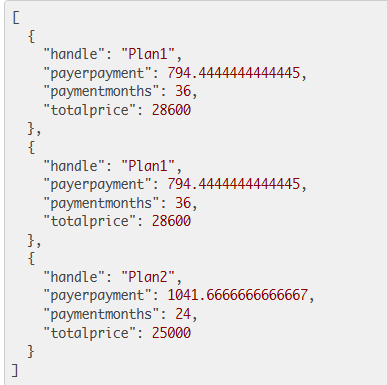 [
  {
    "handle": "Plan1",
    "payerpayment": 794.4444444444445,
    "paymentmonths": 36,
    "totalprice": 28600
  },
  {
    "handle": "Plan1",
    "payerpayment": 794.4444444444445,
    "paymentmonths": 36,
    "totalprice": 28600
  },
  {
    "handle": "Plan2",
    "payerpayment": 1041.6666666666667,
    "paymentmonths": 24,
    "totalprice": 25000
  }
]